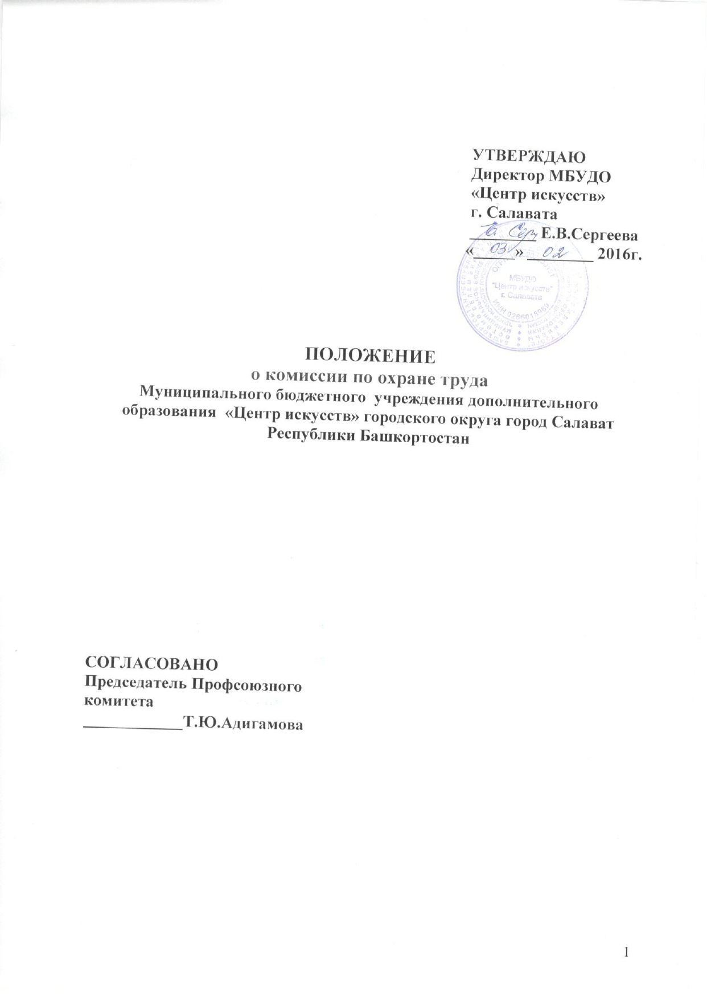 УТВЕРЖДАЮ
Директор МБУДО
«Центр искусств»
г. Салавата
________ Е.В.Сергеева
«03» 02 2016г.
МБУДО
"Центр искусств"
г. Салавата
ИНН 0266018969
ПОЛОЖЕНИЕ
о комиссии по охране труда
Муниципального бюджетного учреждения дополнительного
образования «Центр искусств» городского округа город Салават
Республики Башкортостан
СОГЛАСОВАНО
Председатель Профсоюзного
комитета
____________Т.Ю.Адигамова
1